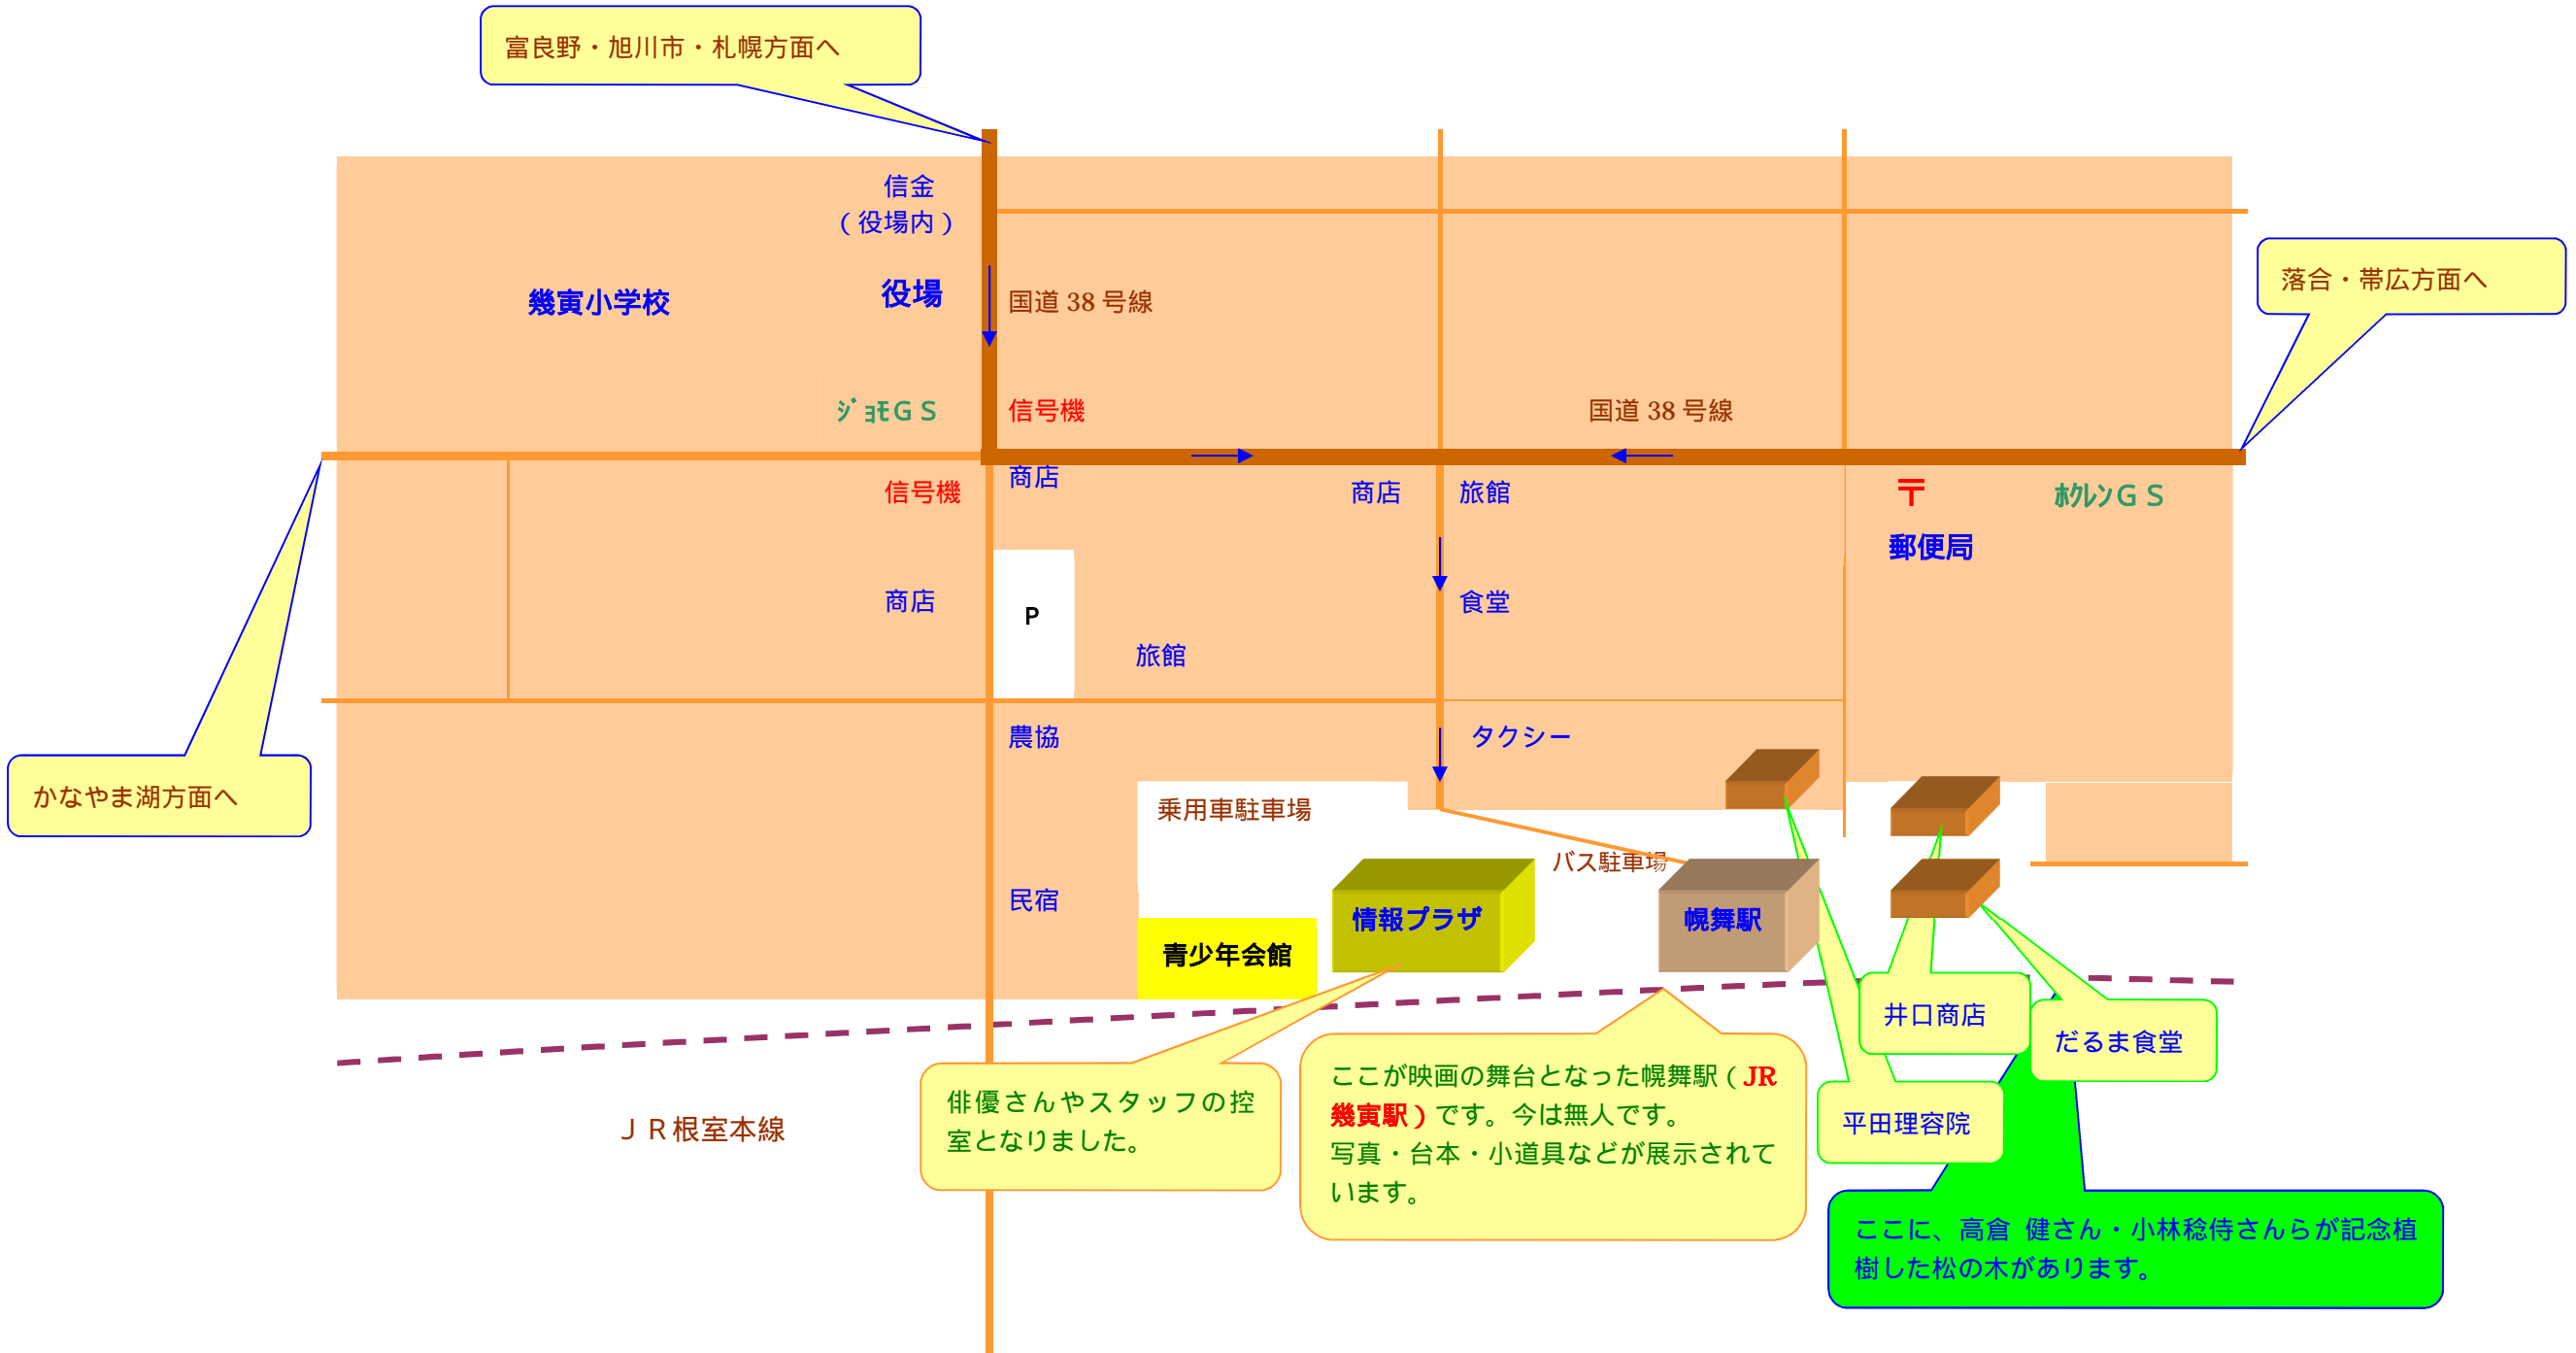 富良野・旭川市・札幌方面へ
信金
（役場内）
落合・帯広方面へ
幾寅小学校
役場
国道 38 号線
ｼﾞｮﾓＧＳ
信号機
国道 38 号線
商店
信号機
商店
旅館
〒
ﾎｸﾚﾝＧＳ
郵便局
商店
P
食堂
旅館
農協
タクシー
かなやま湖方面へ
乗用車駐車場
バス駐車場
民宿
情報プラザ
幌舞駅
青少年会館
井口商店
だるま食堂
平田理容院
ＪＲ根室本線
俳優さんやスタッフの控
室となりました。
ここが映画の舞台となった幌舞駅（JR
幾寅駅）です。今は無人です。
写真・台本・小道具などが展示されて
います。
ここに、高倉 健さん・小林稔侍さんらが記念植
樹した松の木があります。